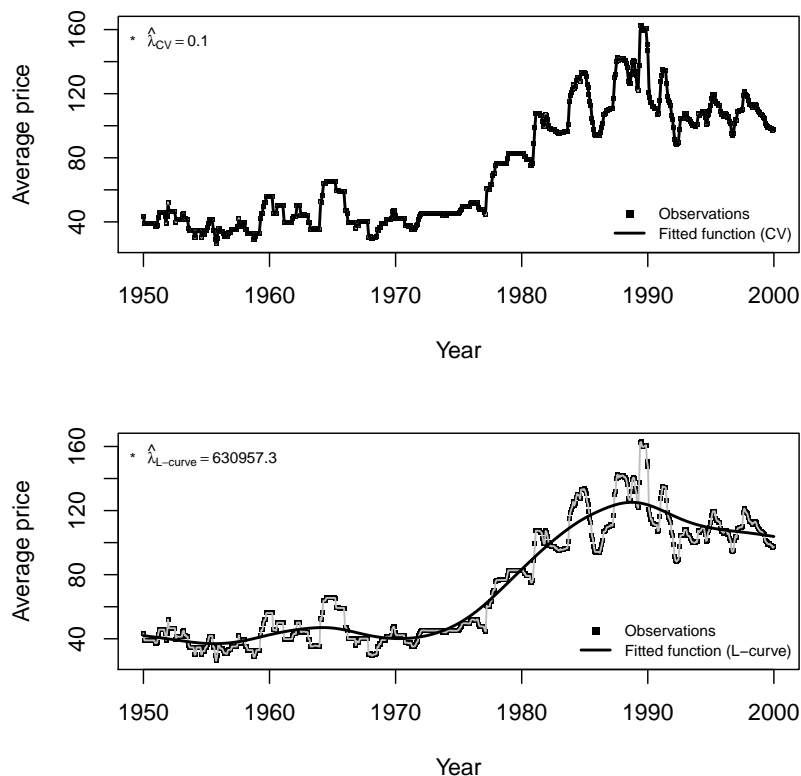 * λ̂CV = 0.1
Average price
160
120
80
40
Observations
Fitted function (CV)
1950 1960 1970 1980 1990 2000
Year
* λ̂L−curve = 630957.3
Average price
160
120
80
40
Observations
Fitted function (L−curve)
1950 1960 1970 1980 1990 2000
Year